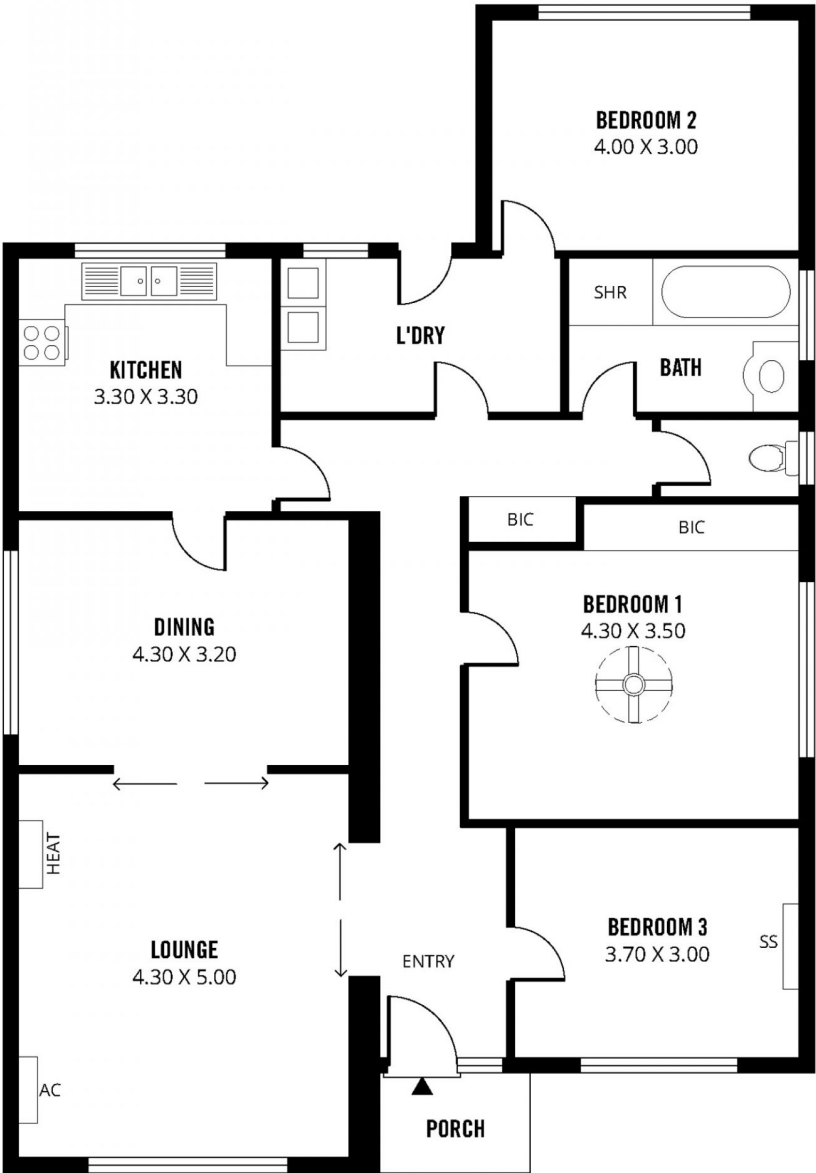 BEDROOM 2
4.00 X 3.00
SHR
L'DRY
BATH
KITCHEN
3.30 X 3.30
BIC
BIC
BEDROOM 1
4.30 X 3.50
DINING
4.30 X 3.20
HEAT
LOUNGE
4.30 X 5.00
ENTRY
BEDROOM 3
3.70 X 3.00
SS
AC
PORCH